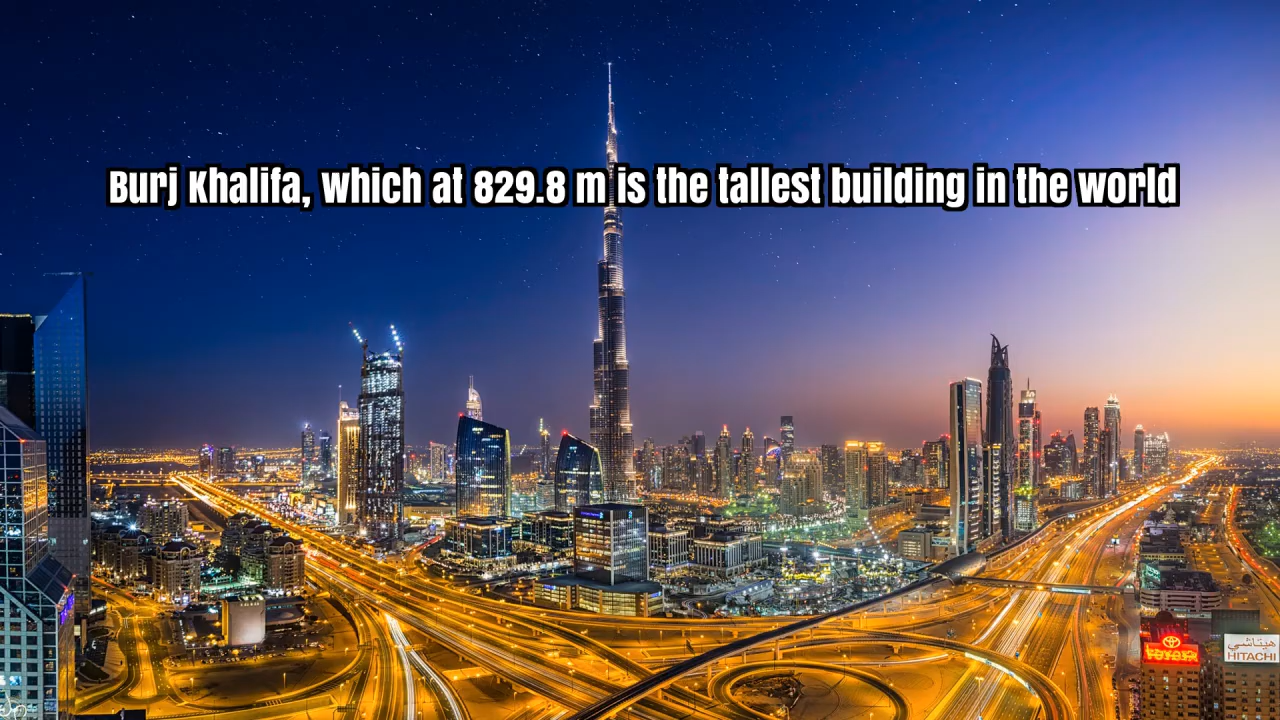 Burj Khalifa, which at 829.8 m is the tallest building in the world
TOYOTA
هيتاشي
HITACHI